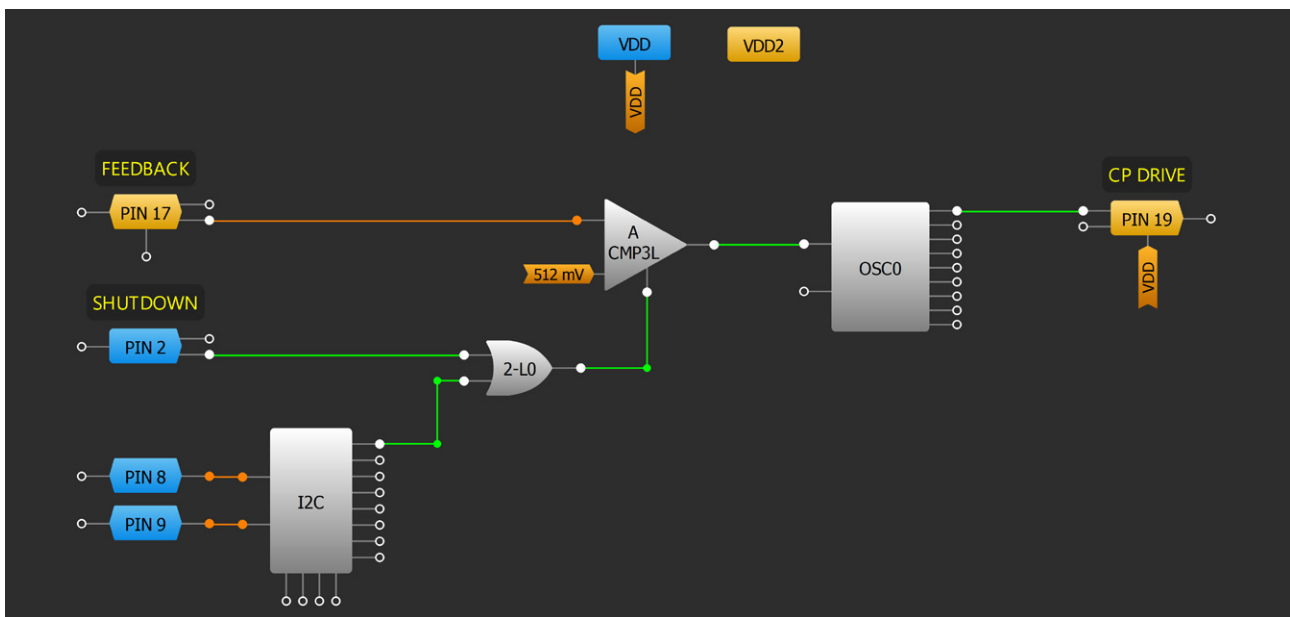 VDD
VDD2
VDD
FEEDBACK
PIN 17
A
CMP3L
512 mV
OSC0
CP DRIVE
PIN 19
VDD
SHUTDOWN
PIN 2
2-L0
PIN 8
PIN 9
I2C